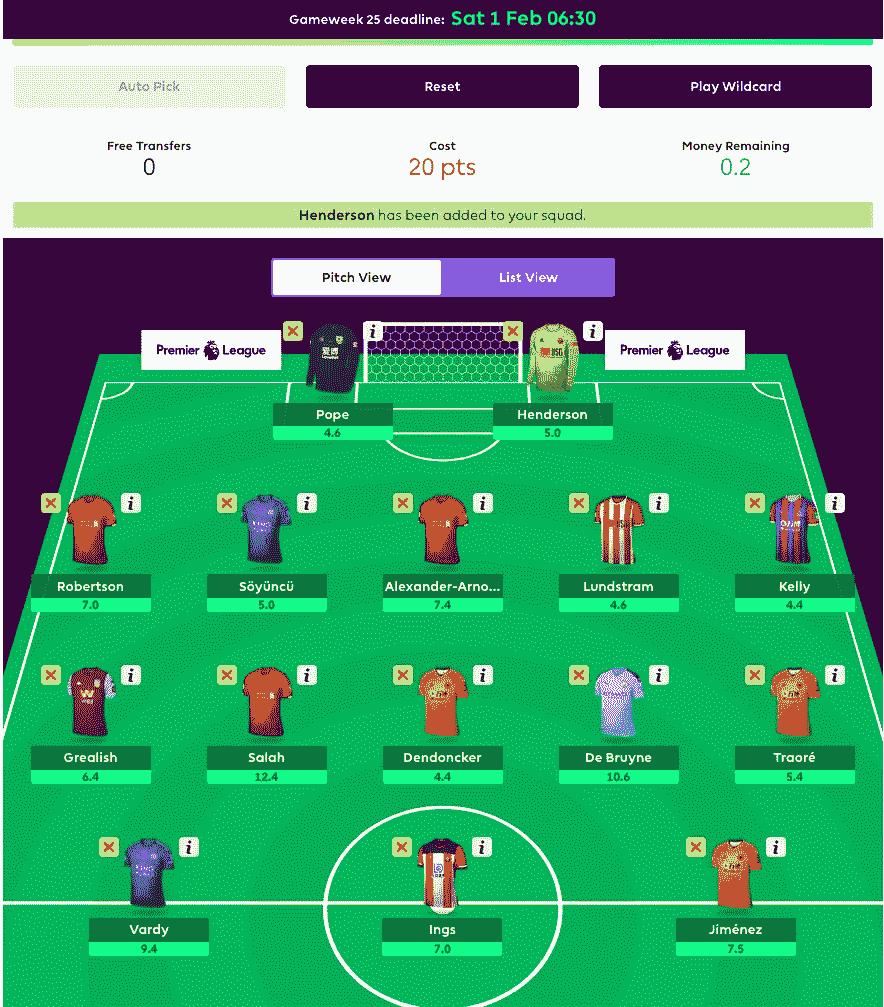 Gameweek 25 deadline: Sat 1 Feb 06:30
Auto Pick Reset Play Wildcard
Free Transfers Cost Money Remaining
0 20 pts 0.2
Henderson has been added to your squad.
Pitch View List View
Premier League Premier League
Pope Henderson
4.6 5.0
Robertson Söyüncü Alexander-Arno... Lundstram Kelly
7.0 5.0 7.4 4.6 4.4
Grealish Salah Dendoncker De Bruyne Traoré
6.4 12.4 4.4 10.6 5.4
Vardy Ings Jiménez
9.4 7.0 7.5